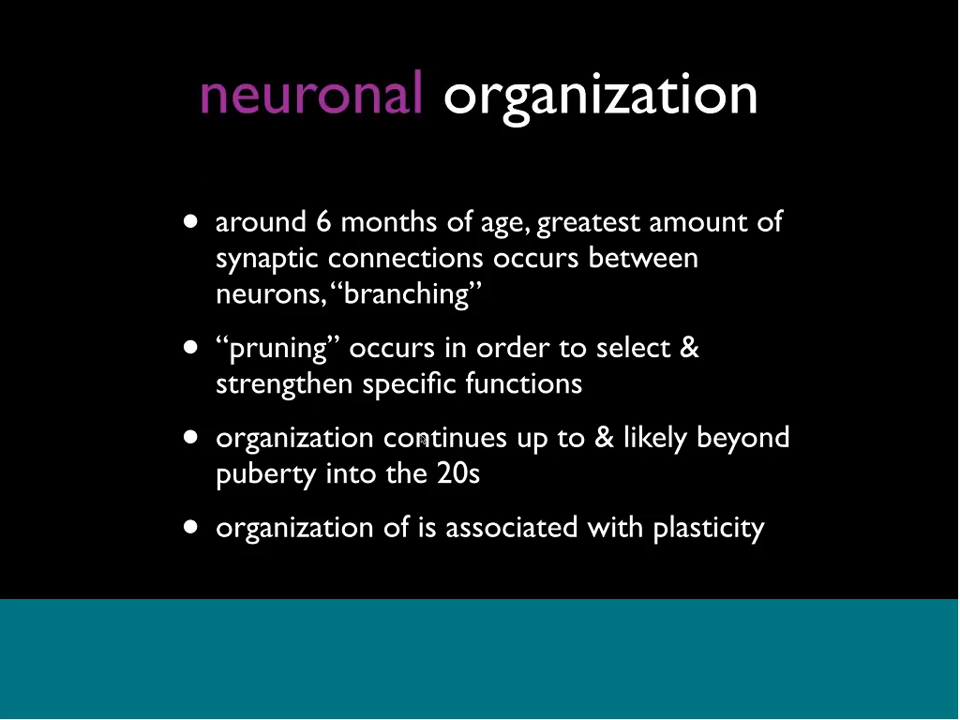 neuronal organization
• around 6 months of age, greatest amount of
synaptic connections occurs between
neurons, “branching”
• “pruning” occurs in order to select &
strengthen specific functions
• organization continues up to & likely beyond
puberty into the 20s
• organization of is associated with plasticity